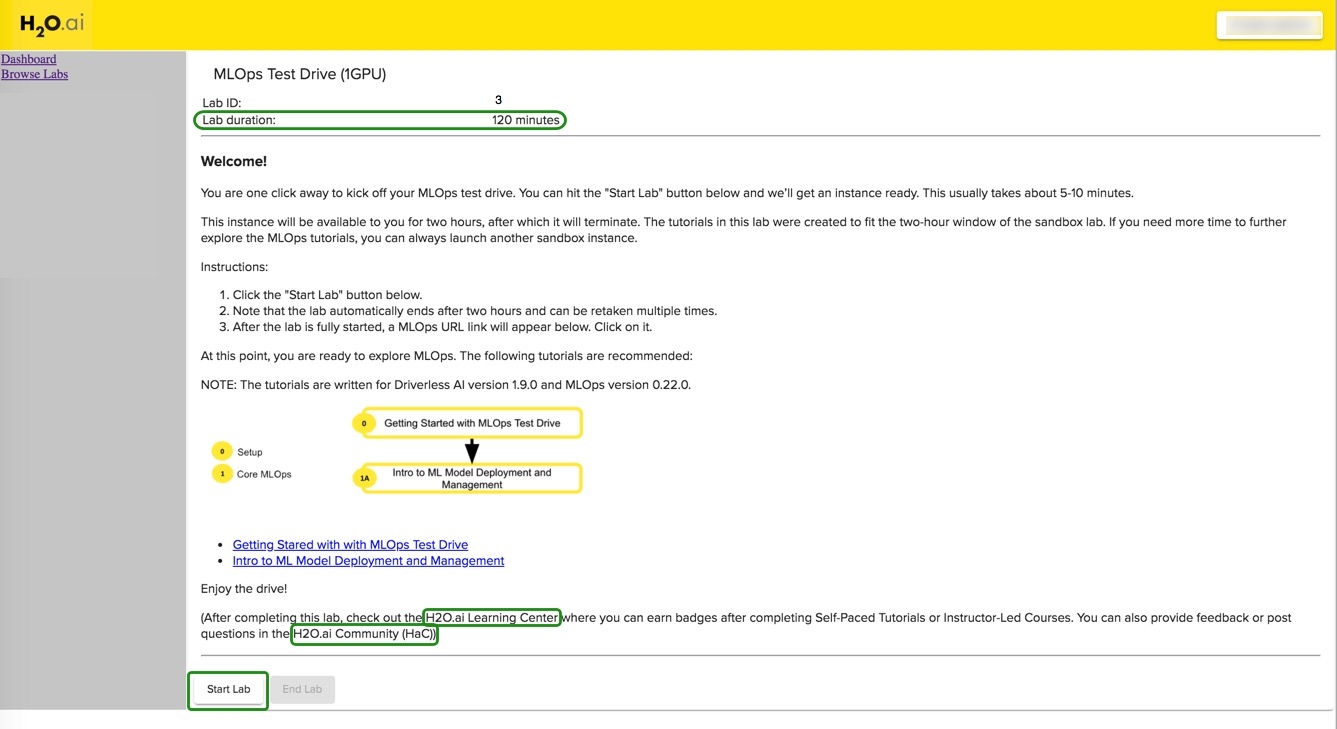 H2O.ai
Dashboard
Browse Labs
MLOps Test Drive (1GPU)
Lab ID: 3
Lab duration: 120 minutes
Welcome!
You are one click away to kick off your MLOps test drive. You can hit the "Start Lab" button below and we'll get an instance ready. This usually takes about 5-10 minutes.
This instance will be available to you for two hours, after which it will terminate. The tutorials in this lab were created to fit the two-hour window of the sandbox lab. If you need more time to further
explore the MLOps tutorials, you can always launch another sandbox instance.
Instructions:
1. Click the "Start Lab" button below.
2. Note that the lab automatically ends after two hours and can be retaken multiple times.
3. After the lab is fully started, a MLOps URL link will appear below. Click on it.
At this point, you are ready to explore MLOps. The following tutorials are recommended:
NOTE: The tutorials are written for Driverless AI version 1.9.0 and MLOps version 0.22.0.
0 Getting Started with MLOps Test Drive
0 Setup
1 Core MLOps
1A Intro to ML Model Deployment and
Management
• Getting Stared with with MLOps Test Drive
• Intro to ML Model Deployment and Management
Enjoy the drive!
(After completing this lab, check out the H2O.ai Learning Center where you can earn badges after completing Self-Paced Tutorials or Instructor-Led Courses. You can also provide feedback or post
questions in the H2O.ai Community (HaC))
Start Lab End Lab